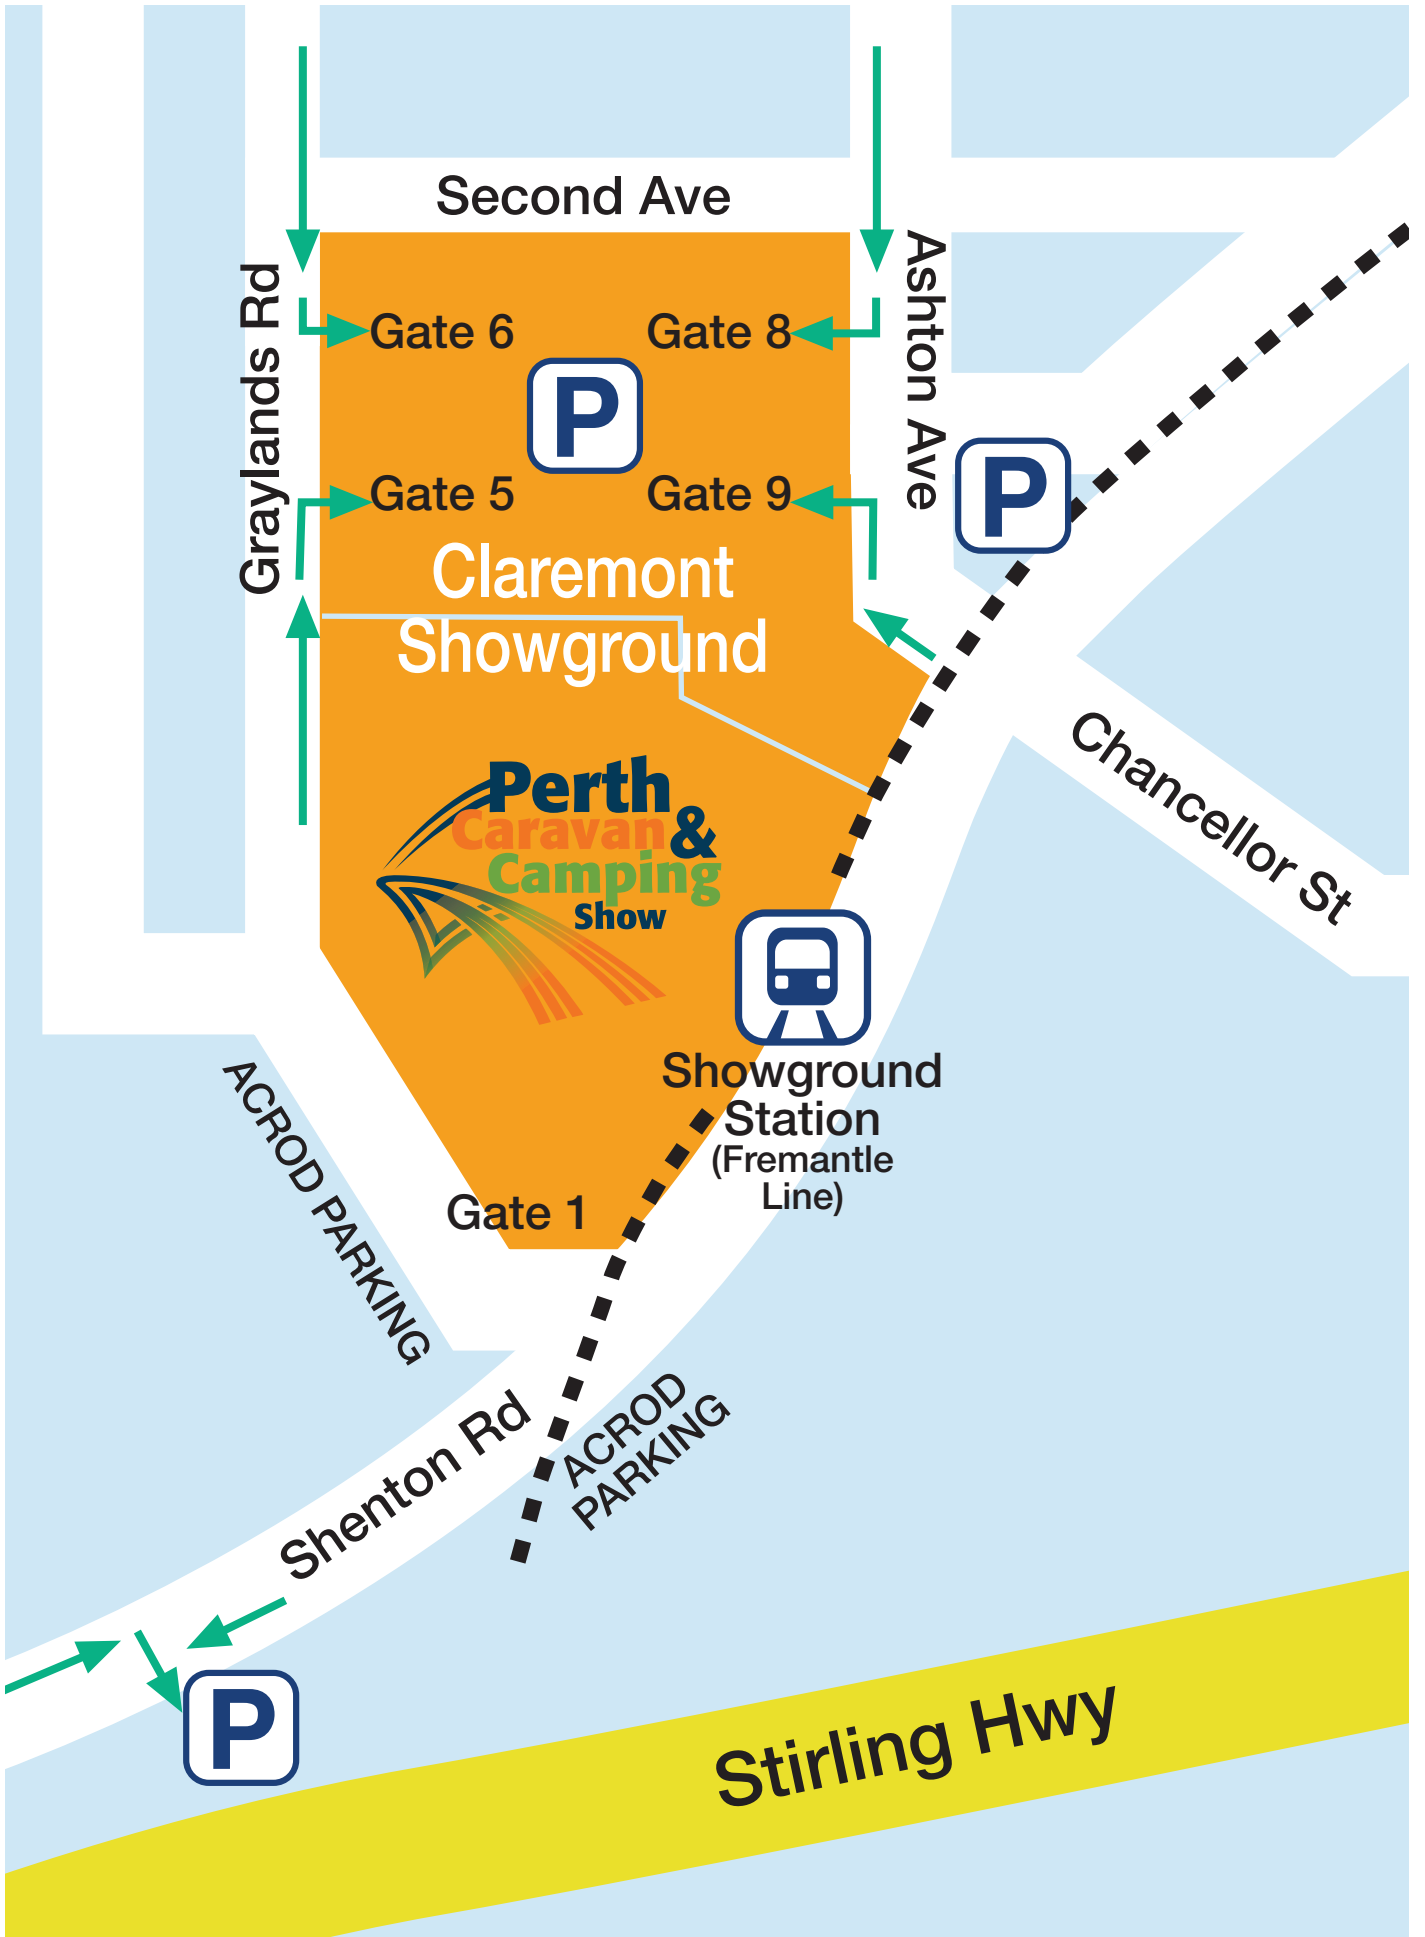 Second Ave
Graylands Rd
Ashton Ave
Gate 6
Gate 8
P
Gate 5
Gate 9
P
Claremont
Showground
Chancellor St
Perth
Caravan &
Camping
Show
Showground
Station
(Fremantle
Line)
ACROD PARKING
Gate 1
ACROD
PARKING
Shenton Rd
P
Stirling Hwy